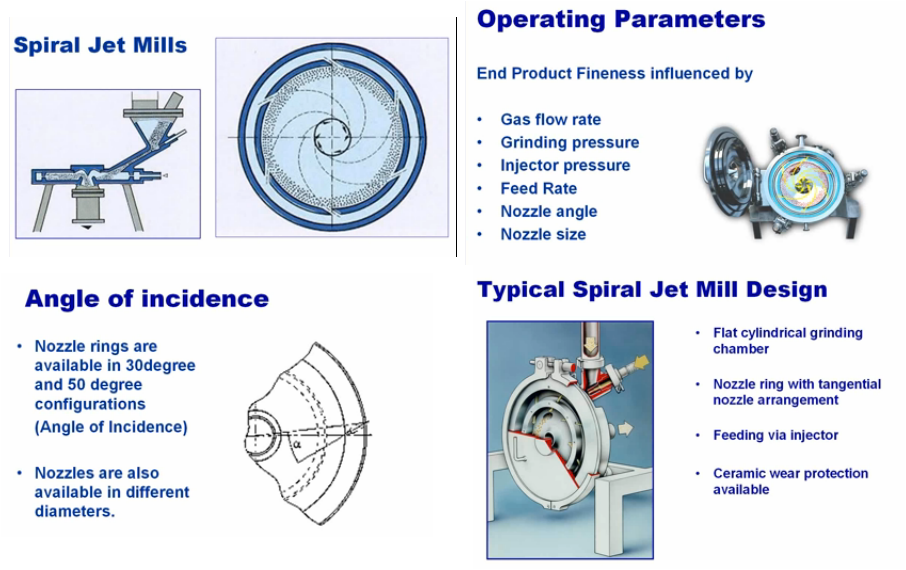 Spiral Jet Mills
Operating Parameters
End Product Fineness influenced by
• Gas flow rate
• Grinding pressure
• Injector pressure
• Feed Rate
• Nozzle angle
• Nozzle size
Angle of incidence
• Nozzle rings are
available in 30degree
and 50 degree
configurations
(Angle of Incidence)
• Nozzles are also
available in different
diameters.
α
Typical Spiral Jet Mill Design
• Flat cylindrical grinding
chamber
• Nozzle ring with tangential
nozzle arrangement
• Feeding via injector
• Ceramic wear protection
available